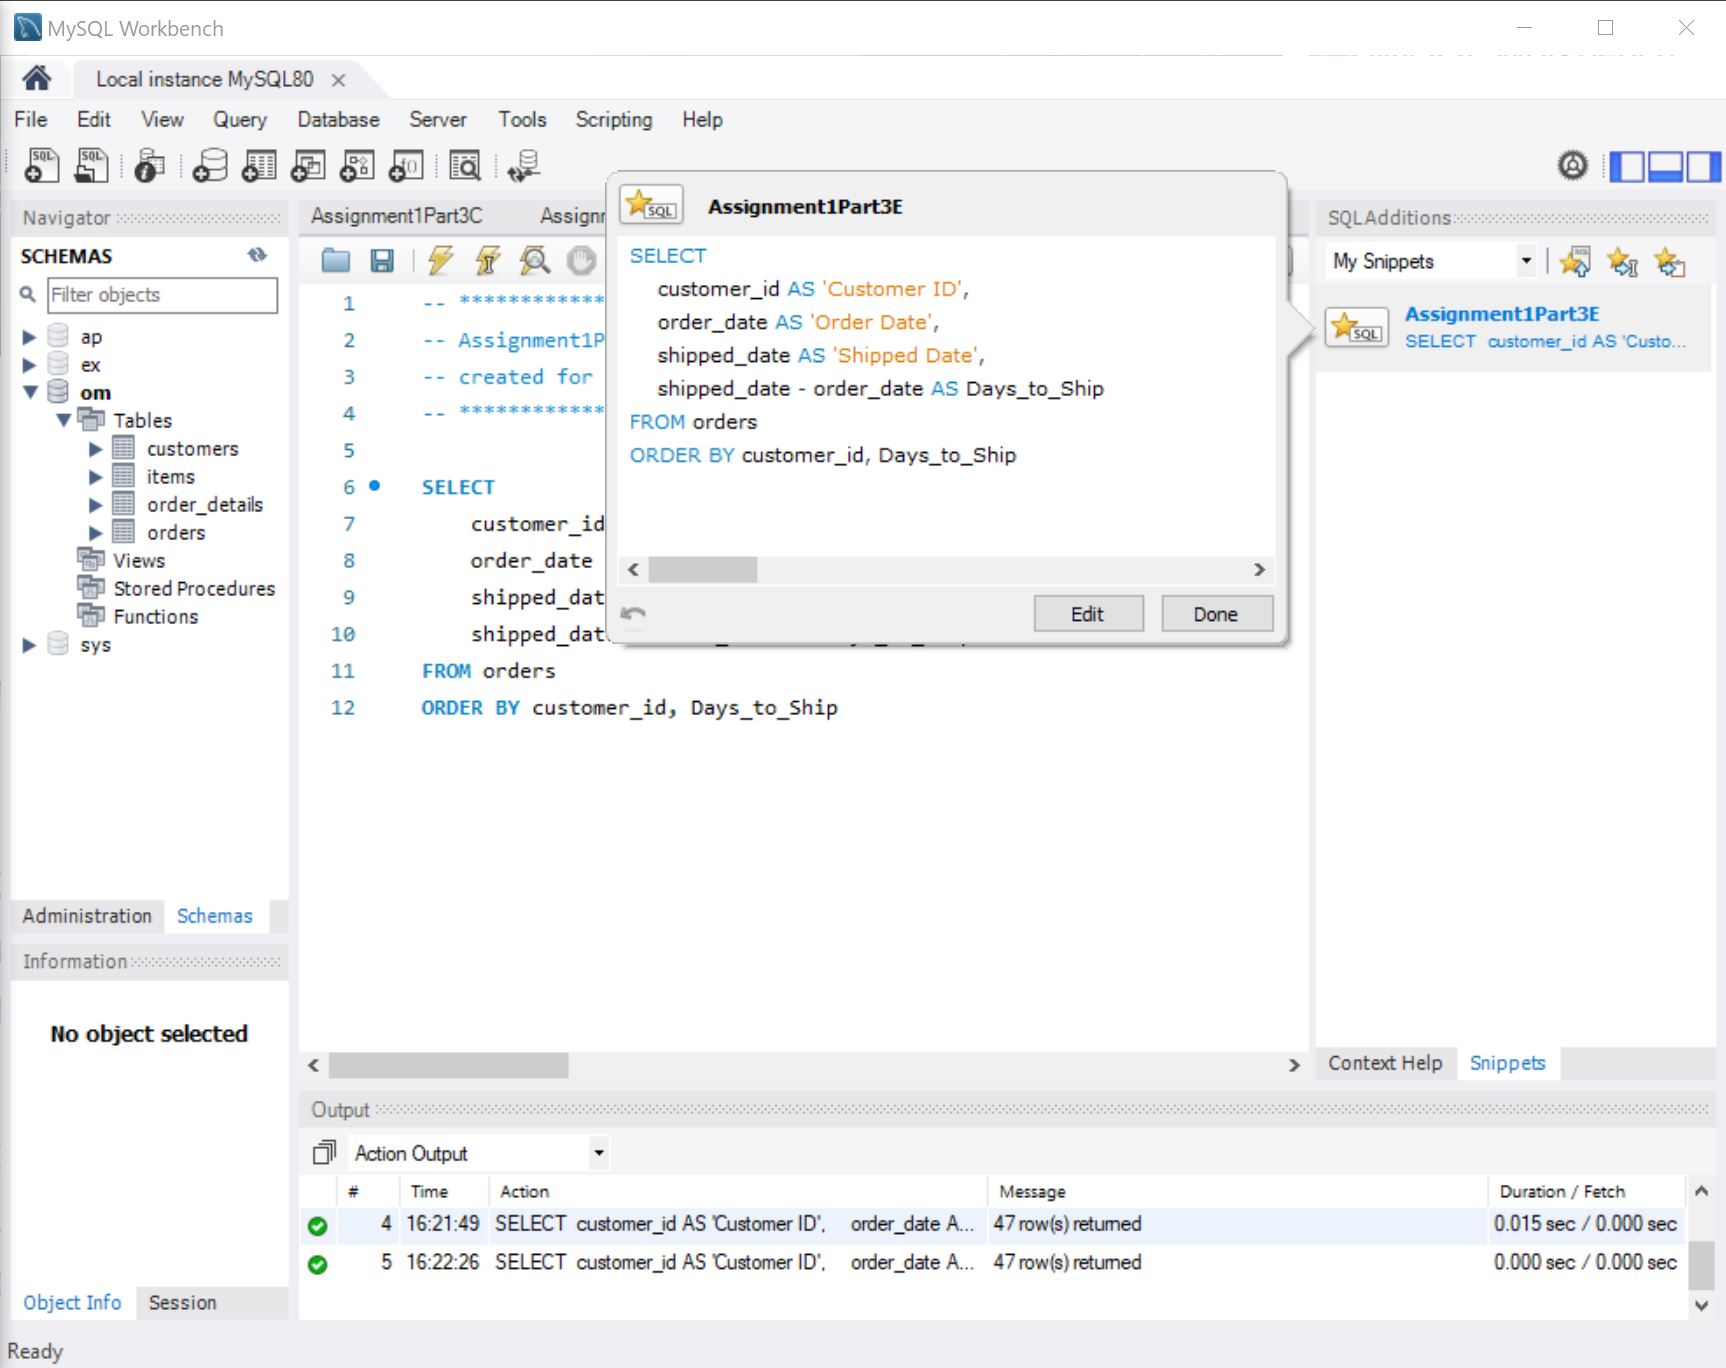 MySQL Workbench
Local instance MySQL80
File Edit View Query Database Server Tools Scripting Help
Navigator
SCHEMAS
Filter objects
ap
ex
om
Tables
customers
items
order_details
orders
Views
Stored Procedures
Functions
sys
Administration Schemas
Information
No object selected
Object Info Session
Assignment1Part3C
1 -- ************
2 -- Assignment1P
3 -- created for
4 -- ************
5
6 SELECT
7 customer_id
8 order_date
9 shipped_dat
10 shipped_dat
11 FROM orders
12 ORDER BY customer_id, Days_to_Ship
SQL Assignment1Part3E
SELECT
customer_id AS 'Customer ID',
order_date AS 'Order Date',
shipped_date AS 'Shipped Date',
shipped_date - order_date AS Days_to_Ship
FROM orders
ORDER BY customer_id, Days_to_Ship
Edit Done
SQLAdditions
My Snippets
SQL Assignment1Part3E
SELECT customer_id AS 'Custo...
Context Help Snippets
Output
Action Output
# Time Action Message Duration / Fetch
4 16:21:49 SELECT customer_id AS 'Customer ID', order_date A... 47 row(s) returned 0.015 sec / 0.000 sec
5 16:22:26 SELECT customer_id AS 'Customer ID', order_date A... 47 row(s) returned 0.000 sec / 0.000 sec
Ready